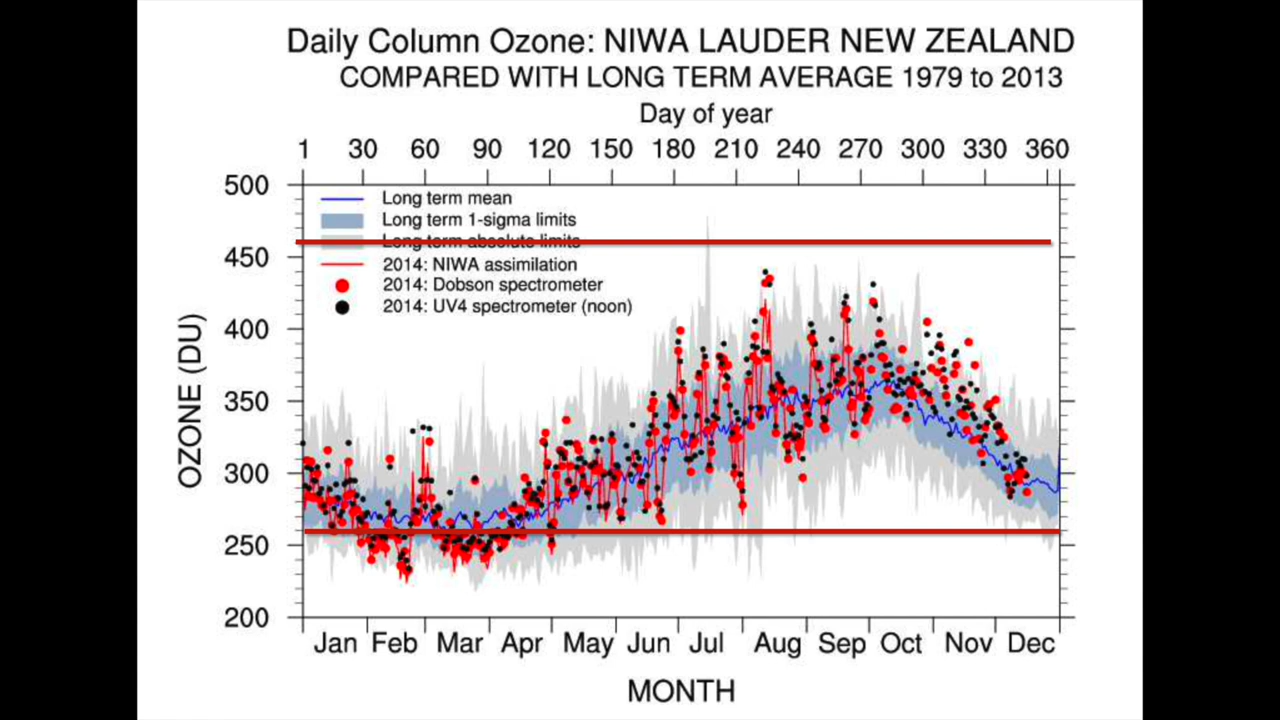 Daily Column Ozone: NIWA LAUDER NEW ZEALAND
COMPARED WITH LONG TERM AVERAGE 1979 to 2013
Day of year
1 30 60 90 120 150 180 210 240 270 300 330 360
500
450
400
350
300
250
200
OZONE (DU)
Long term mean
Long term 1-sigma limits
Long term absolute limits
2014: NIWA assimilation
2014: Dobson spectrometer
2014: UV4 spectrometer (noon)
Jan Feb Mar Apr May Jun Jul Aug Sep Oct Nov Dec
MONTH